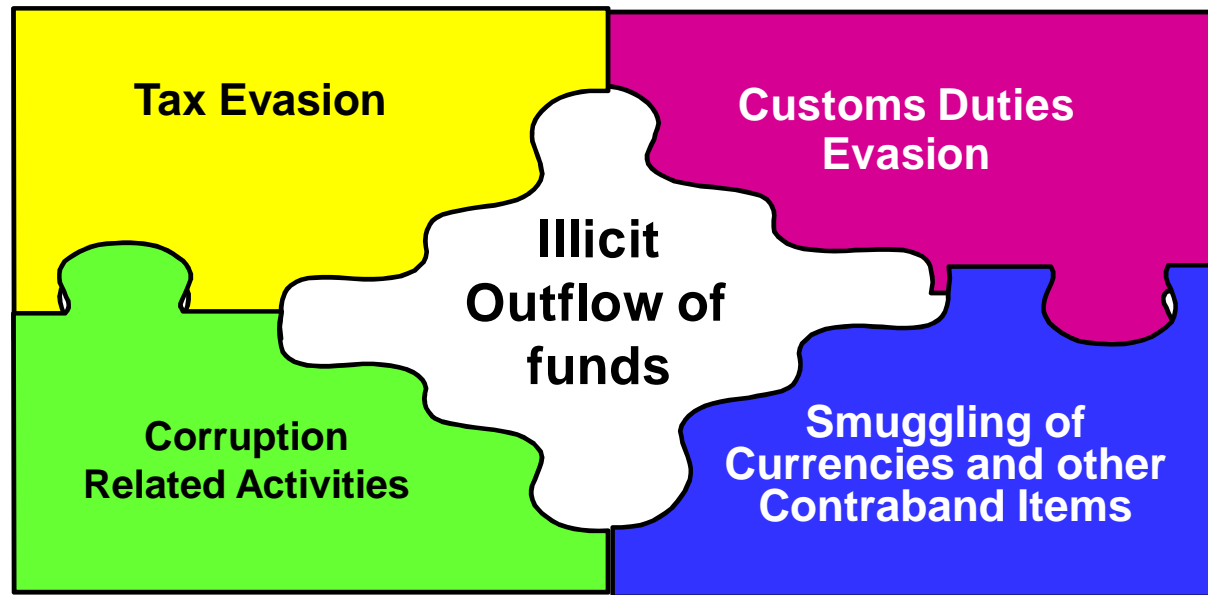 Tax Evasion
Customs Duties
Evasion
Illicit
Outflow of
funds
Corruption
Related Activities
Smuggling of
Currencies and other
Contraband Items